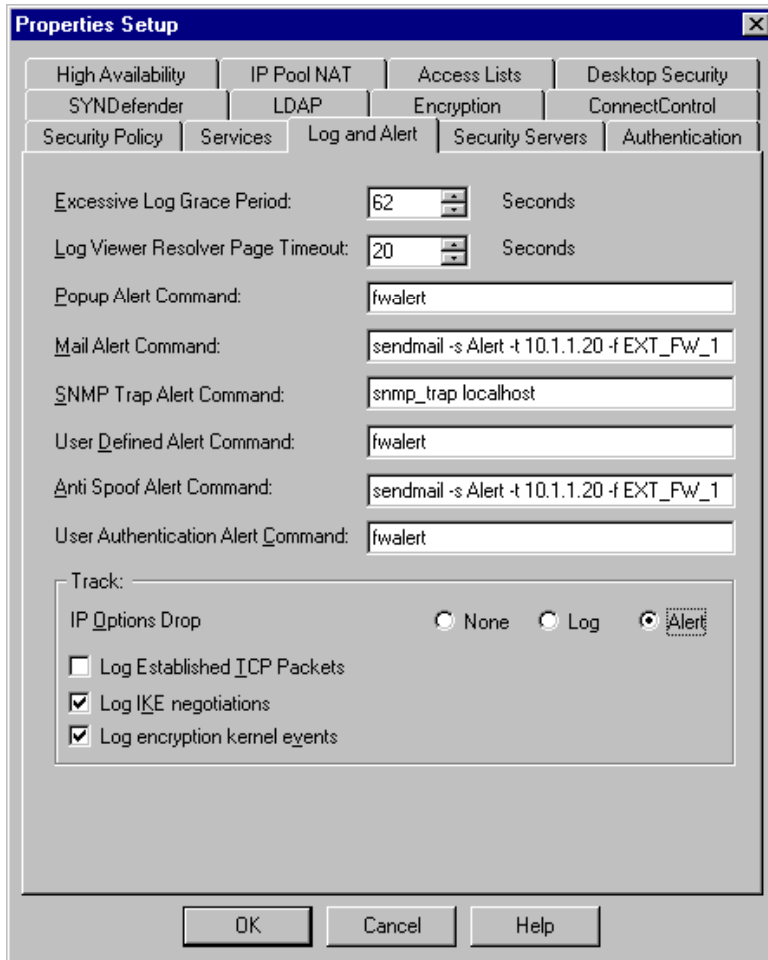 Properties Setup
High Availability IP Pool NAT Access Lists Desktop Security
SYNDefender LDAP Encryption ConnectControl
Security Policy Services Log and Alert Security Servers Authentication
Excessive Log Grace Period: 62 Seconds
Log Viewer Resolver Page Timeout: 20 Seconds
Popup Alert Command: fwalert
Mail Alert Command: sendmail -s Alert -t 10.1.1.20 -f EXT_FW_1
SNMP Trap Alert Command: snmp_trap localhost
User Defined Alert Command: fwalert
Anti Spoof Alert Command: sendmail -s Alert -t 10.1.1.20 -f EXT_FW_1
User Authentication Alert Command: fwalert
Track:
IP Options Drop None Log Alert
Log Established TCP Packets
Log IKE negotiations
Log encryption kernel events
OK Cancel Help